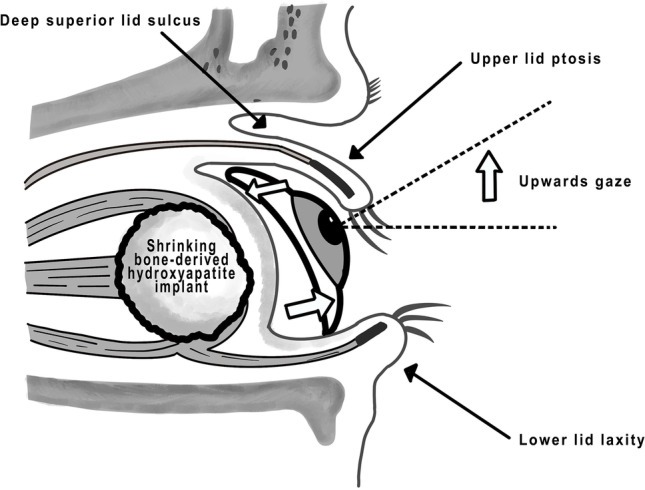 Deep superior lid sulcus
Upper lid ptosis
Upwards gaze
Shrinking
bone-derived
hydroxyapatite
implant
Lower lid laxity